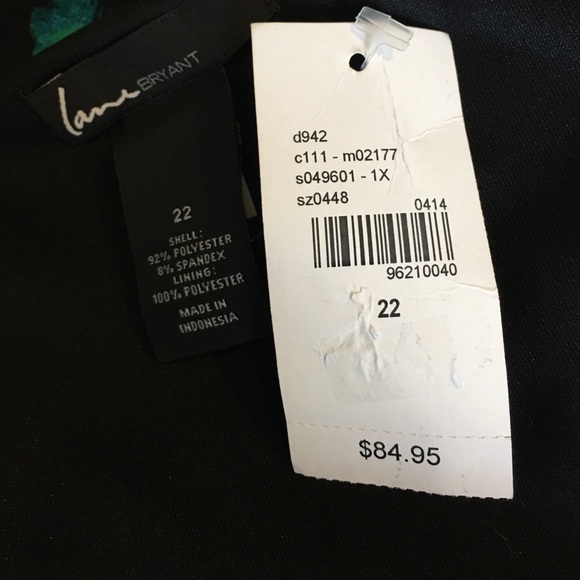 Lane BRYANT
22
SHELL:
92% POLYESTER
8% SPANDEX
LINING:
100% POLYESTER
MADE IN
INDONESIA
d942
c111 - m02177
s049601 - 1X
sz0448
0414
96210040
22
$84.95